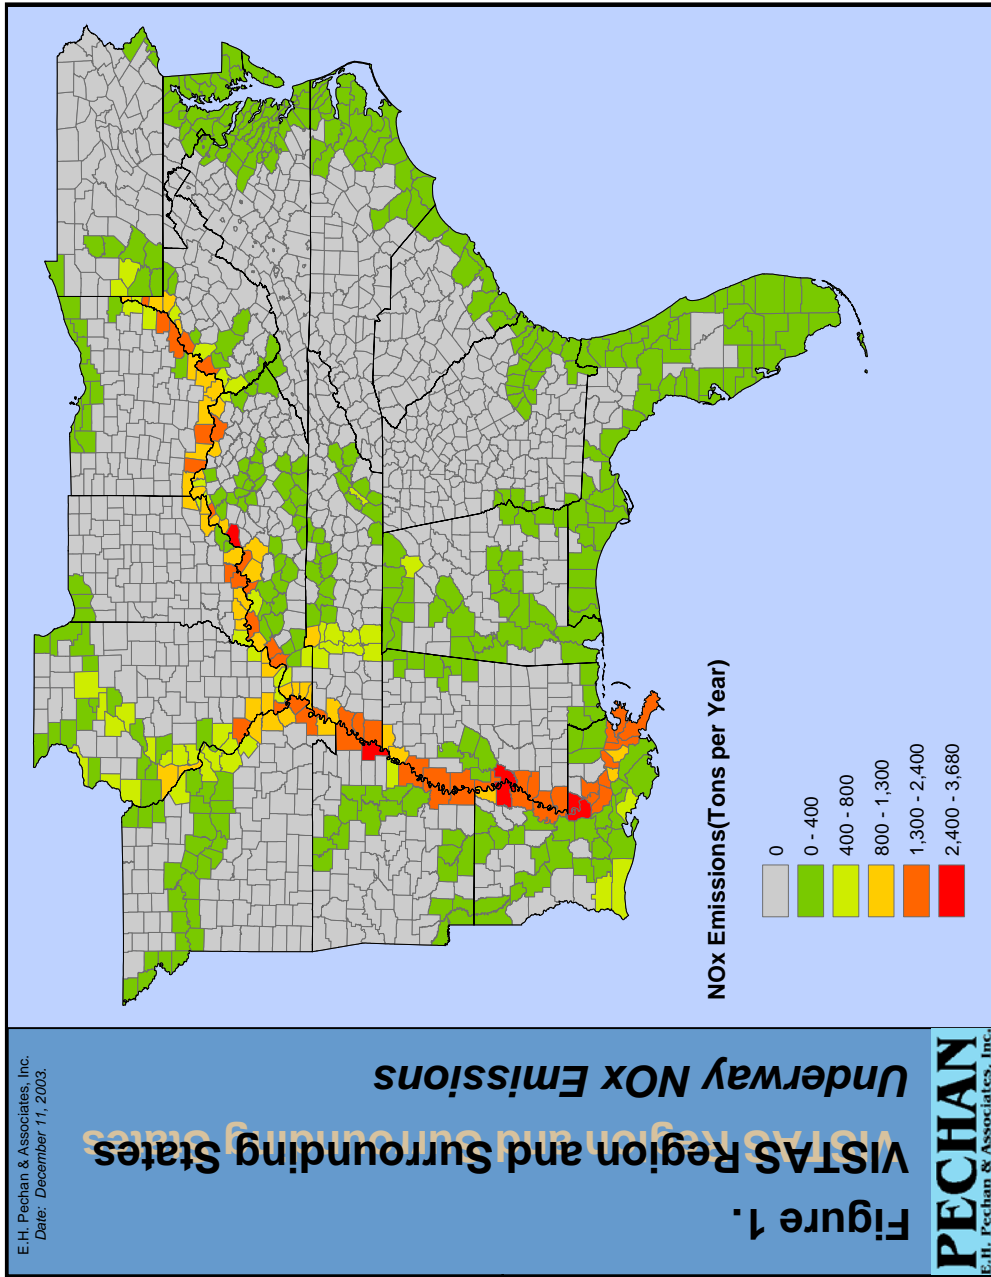 E.H. Pechan & Associates, Inc.
Date: December 11, 2003.
Figure 1.
VISTAS Region and Surrounding States
Underway NOx Emissions
PECHAN
E.H. Pechan & Associates, Inc.
NOx Emissions(Tons per Year)
0
0 - 400
400 - 800
800 - 1,300
1,300 - 2,400
2,400 - 3,680